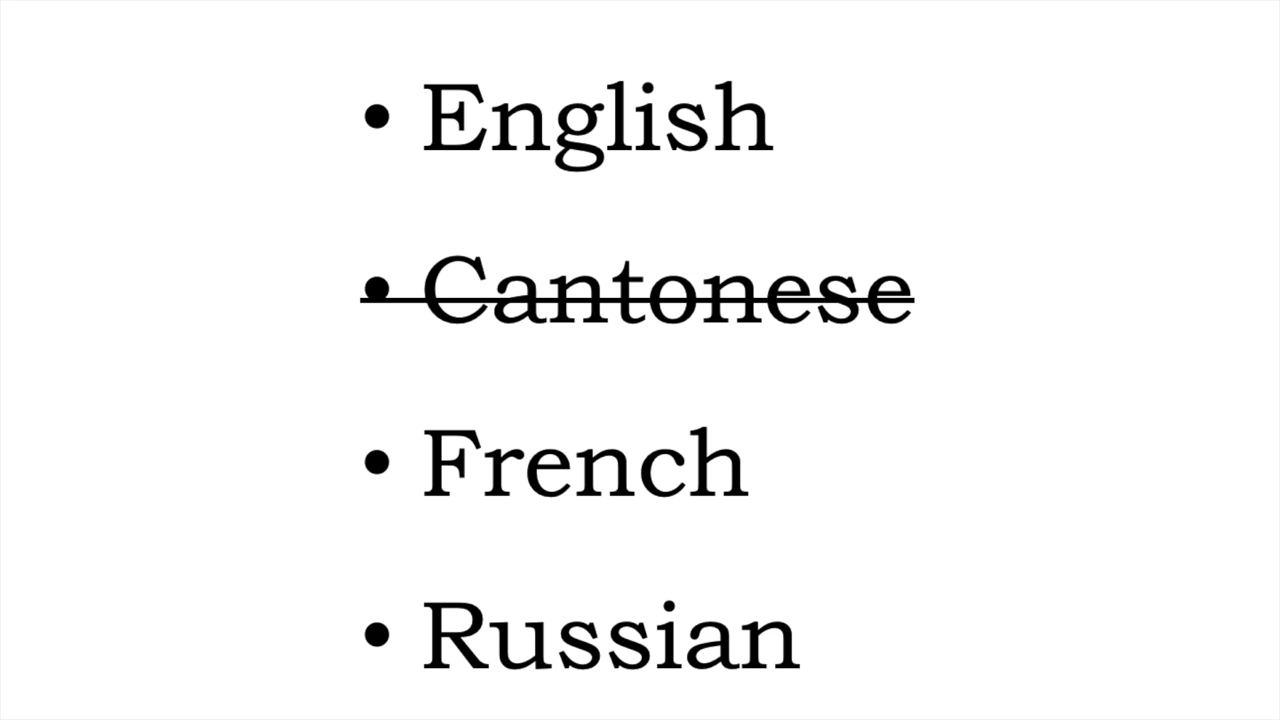 • English
• Cantonese
• French
• Russian